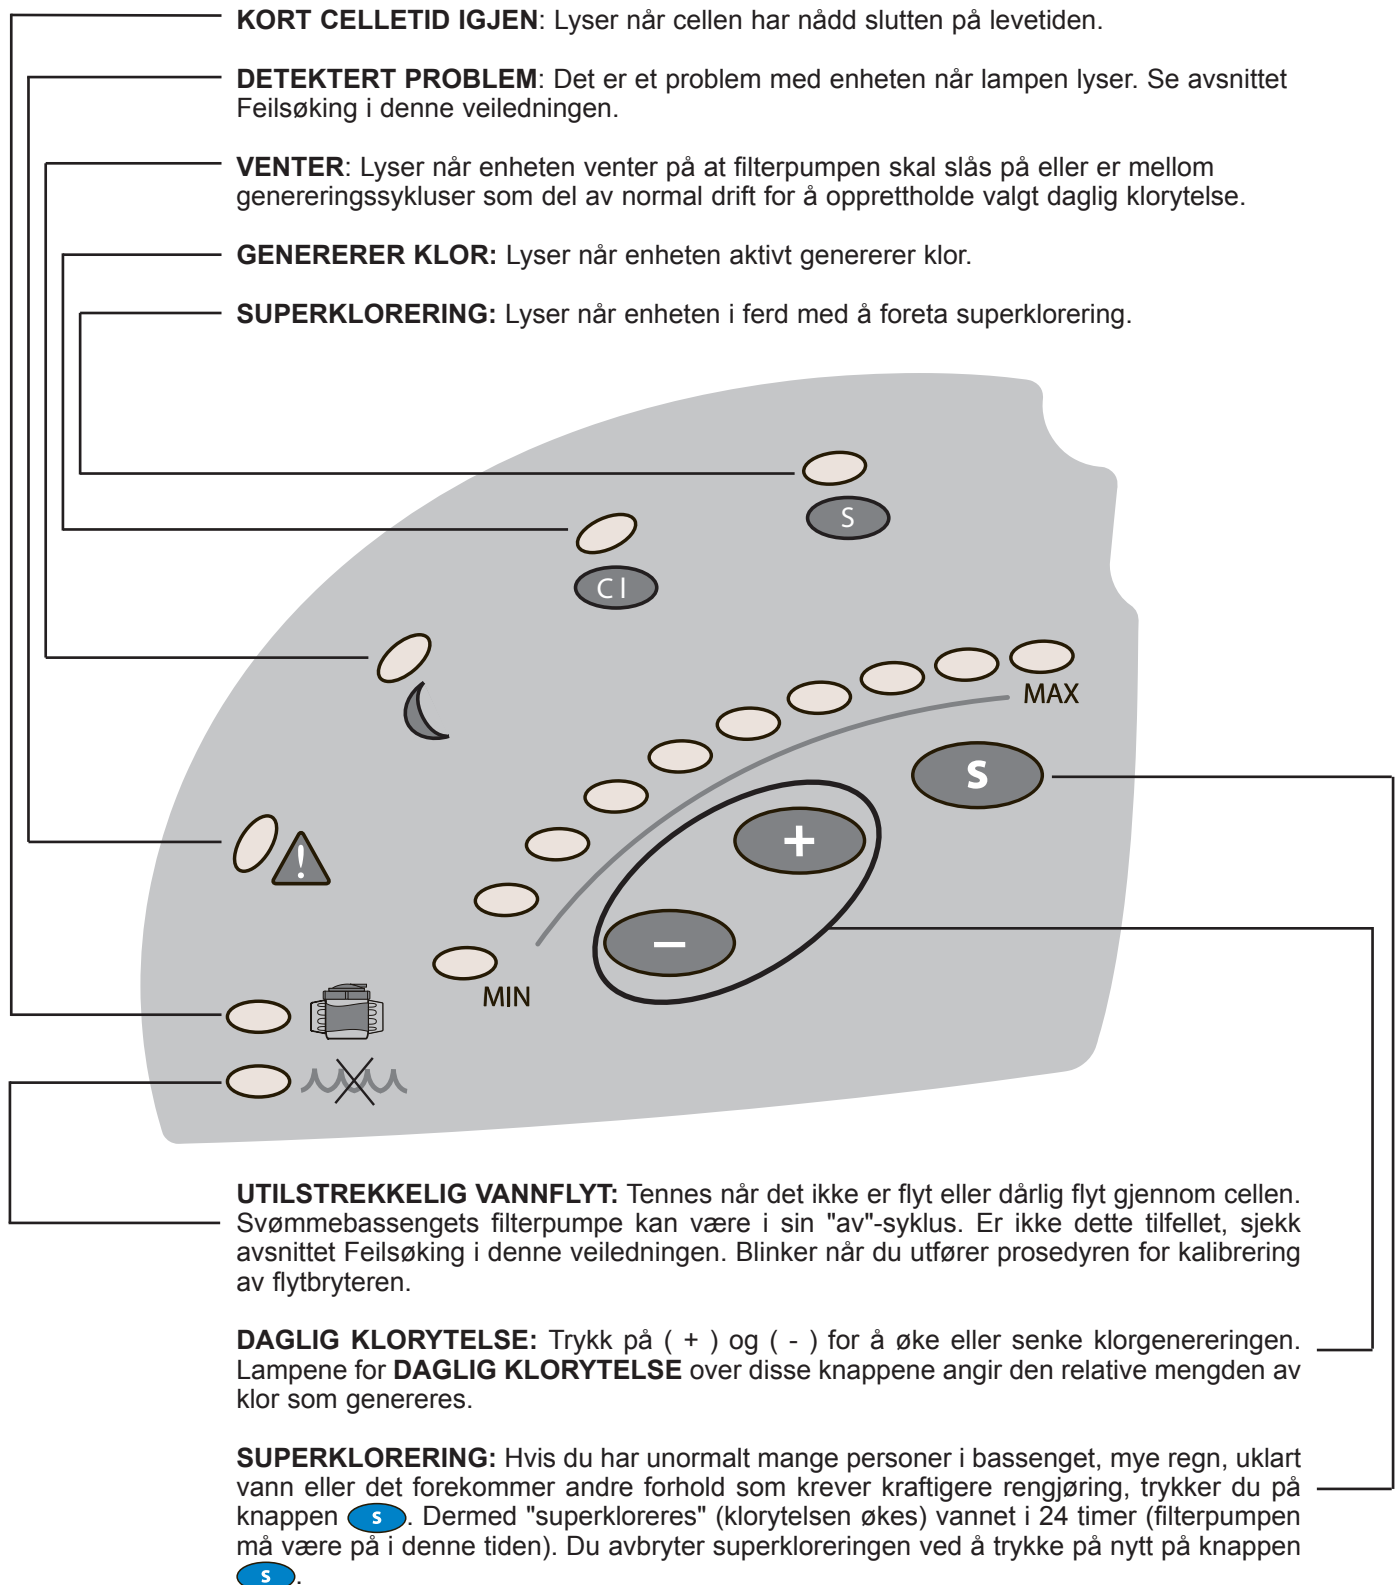 KORT CELLETID IGJEN: Lyser når cellen har nådd slutten på levetiden.
DETEKTERT PROBLEM: Det er et problem med enheten når lampen lyser. Se avsnittet
Feilsøking i denne veiledningen.
VENTER: Lyser når enheten venter på at filterpumpen skal slås på eller er mellom
genereringssykluser som del av normal drift for å opprettholde valgt daglig klorytelse.
GENERERER KLOR: Lyser når enheten aktivt genererer klor.
SUPERKLORERING: Lyser når enheten i ferd med å foreta superklorering.
S
Cl
MAX
S
+
!
–
MIN
UTILSTREKKELIG VANNFLYT: Tennes når det ikke er flyt eller dårlig flyt gjennom cellen.
Svømmebassengets filterpumpe kan være i sin "av"-syklus. Er ikke dette tilfellet, sjekk
avsnittet Feilsøking i denne veiledningen. Blinker når du utfører prosedyren for kalibrering
av flytbryteren.
DAGLIG KLORYTELSE: Trykk på ( + ) og ( - ) for å øke eller senke klorgenereringen.
Lampene for DAGLIG KLORYTELSE over disse knappene angir den relative mengden av
klor som genereres.
SUPERKLORERING: Hvis du har unormalt mange personer i bassenget, mye regn, uklart
vann eller det forekommer andre forhold som krever kraftigere rengjøring, trykker du på
knappen S. Dermed "superkloreres" (klorytelsen økes) vannet i 24 timer (filterpumpen
må være på i denne tiden). Du avbryter superkloreringen ved å trykke på nytt på knappen
S.